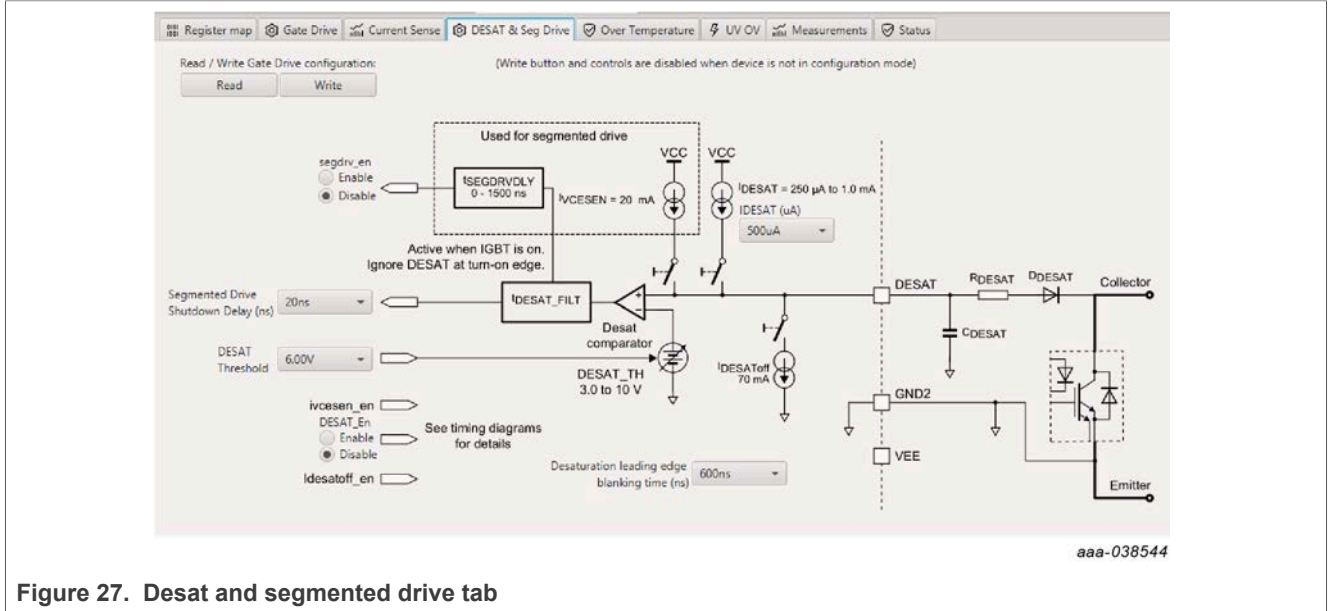 Register map Gate Drive Current Sense DESAT & Seg Drive Over Temperature UV OV Measurements Status
Read / Write Gate Drive configuration:
(Write button and controls are disabled when device is not in configuration mode)
Read Write
Used for segmented drive
segdrv_en
Enable
Disable
tSEGDRVDLY
0 - 1500 ns
VCC
VCC
IVCESEN = 20 mA
IDESAT = 250 µA to 1.0 mA
IDESAT (uA)
500uA
Active when IGBT is on.
Ignore DESAT at turn-on edge.
Segmented Drive
Shutdown Delay (ns)
20ns
tDESAT_FILT
+
−
Desat
comparator
DESAT
RDESAT
DDESAT
Collector
CDESAT
DESAT
Threshold
6.00V
DESAT_TH
3.0 to 10 V
IDESAToff
70 mA
GND2
ivcesen_en
DESAT_En
Enable
Disable
See timing diagrams
for details
Idesatoff_en
Desaturation leading edge
blanking time (ns)
600ns
VEE
Emitter
aaa-038544
Figure 27. Desat and segmented drive tab